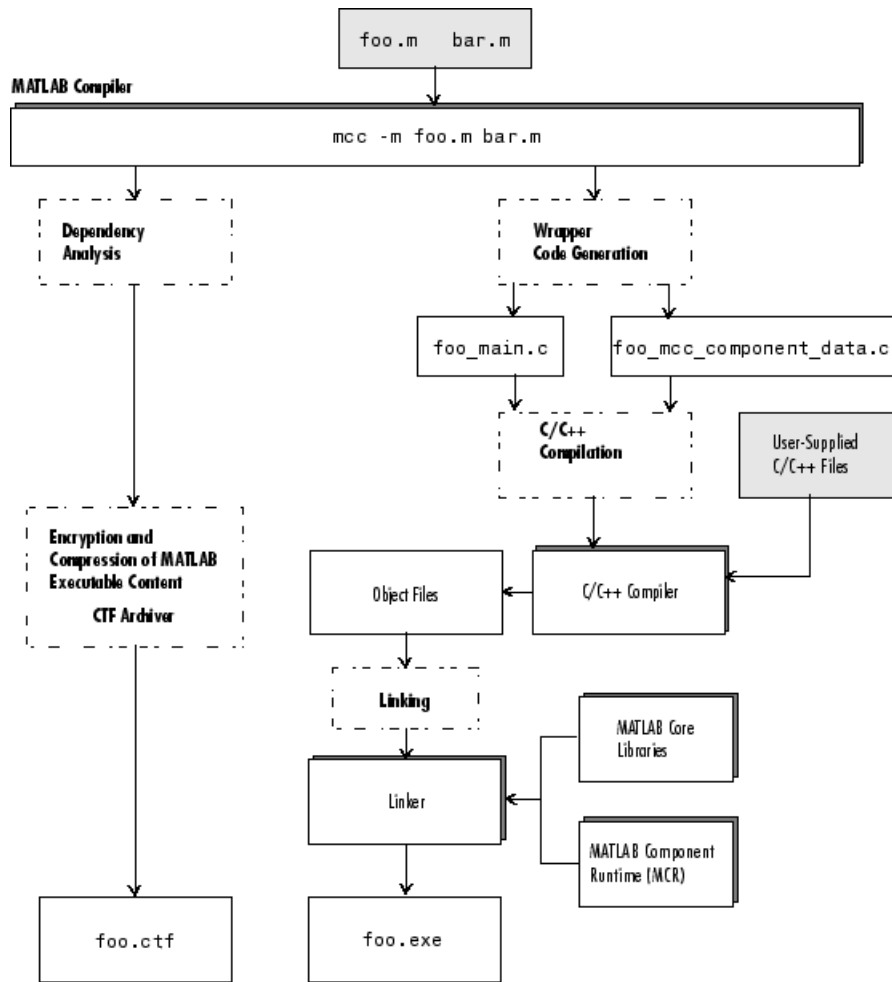 foo.m bar.m
MATLAB Compiler
mcc -m foo.m bar.m
Dependency
Analysis
Wrapper
Code Generation
foo_main.c
foo_mcc_component_data.c
C/C++
Compilation
User-Supplied
C/C++ Files
Encryption and
Compression of MATLAB
Executable Content
CTF Archiver
Object Files
C/C++ Compiler
Linking
MATLAB Core
Libraries
Linker
MATLAB Component
Runtime (MCR)
foo.ctf
foo.exe